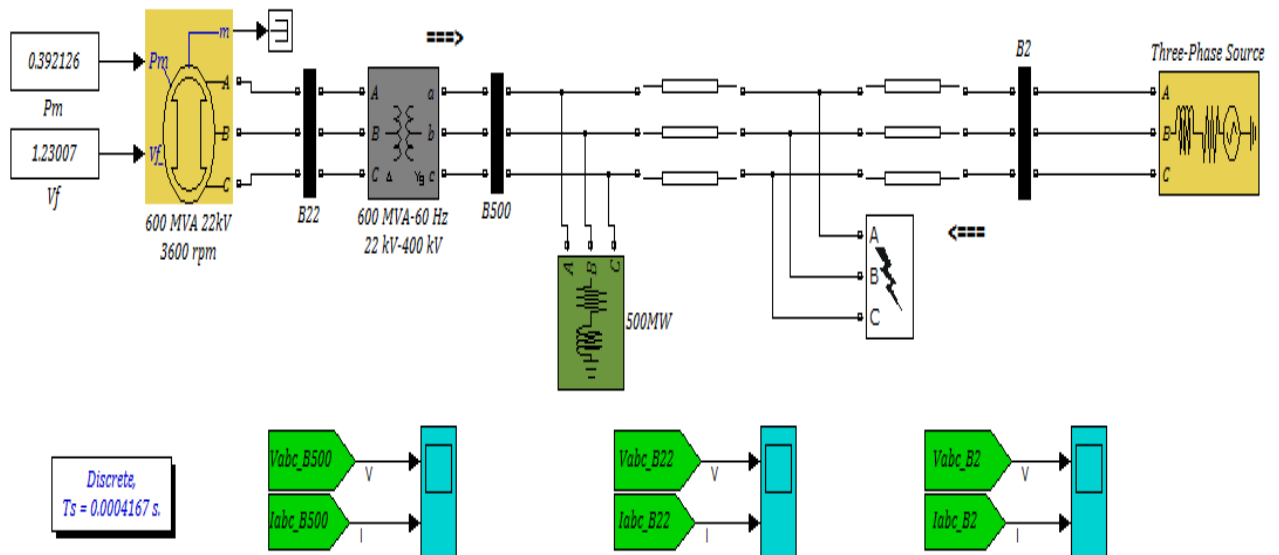 0.392126
Pm
1.23007
Vf
Pm
m
Vf_
A
B
C
600 MVA 22kV
3600 rpm
B22
===>
A
B
C
a
b
c
Δ
Yg
600 MVA-60 Hz
22 kV-400 kV
B500
A
B
C
500MW
A
B
C
<===
B2
Three-Phase Source
A
B
C
Discrete,
Ts = 0.0004167 s.
Vabc_B500
V
Iabc_B500
I
Vabc_B22
V
Iabc_B22
I
Vabc_B2
V
Iabc_B2
I